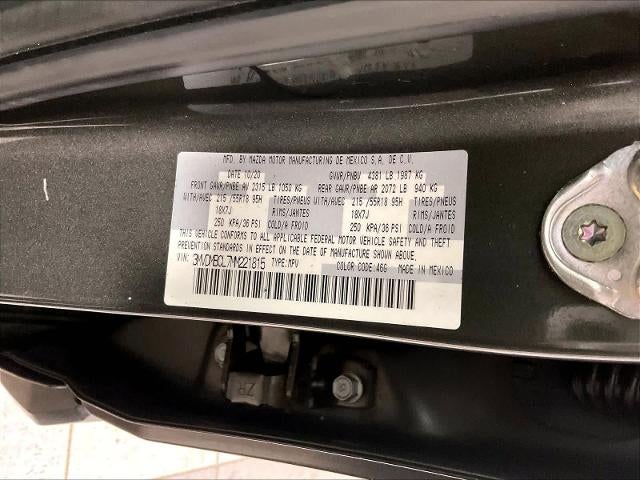 MFD. BY MAZDA MOTOR MANUFACTURING DE MEXICO S.A. DE C.V.
DATE 10/20 GVWR/PNBV 4381 LB 1987 KG
FRONT GAWR/PNBE AV 2315 LB 1050 KG REAR GAWR/PNBE AR 2072 LB 940 KG
WITH/AVEC 215 /55R18 95H TIRES/PNEUS WITH/AVEC 215 /55R18 95H TIRES/PNEUS
18X7J RIMS/JANTES 18X7J RIMS/JANTES
250 KPA/36 PSI COLD/A FROID 250 KPA/36 PSI COLD/A FROID
THIS VEHICLE CONFORMS TO ALL APPLICABLE FEDERAL MOTOR VEHICLE SAFETY AND THEFT
PREVENTION STANDARDS IN EFFECT ON THE DATE OF MANUFACTURE SHOWN ABOVE.
VIN: 3MVDMBCL7MM221815 TYPE:MPV COLOR CODE:46G MADE IN MEXICO
ZR